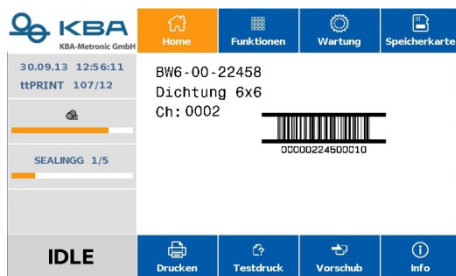 KBA
KBA-Metronic GmbH
Home
Funktionen
Wartung
Speicherkarte
30.09.13 12:56:11
ttPRINT 107/12
SEALINGG 1/5
IDLE
BW6-00-22458
Dichtung 6x6
Ch: 0002
00000224500010
Drucken
Testdruck
Vorschub
Info